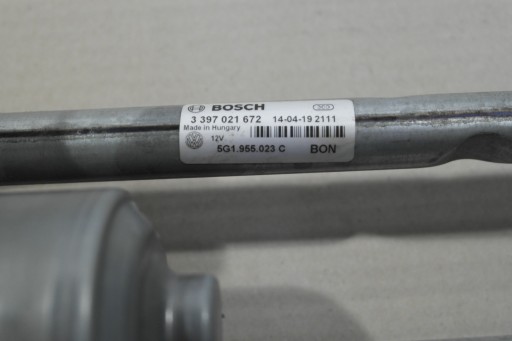 BOSCH
3 397 021 672 14-04-19 2111
Made in Hungary
12V
5G1.955.023 C BON